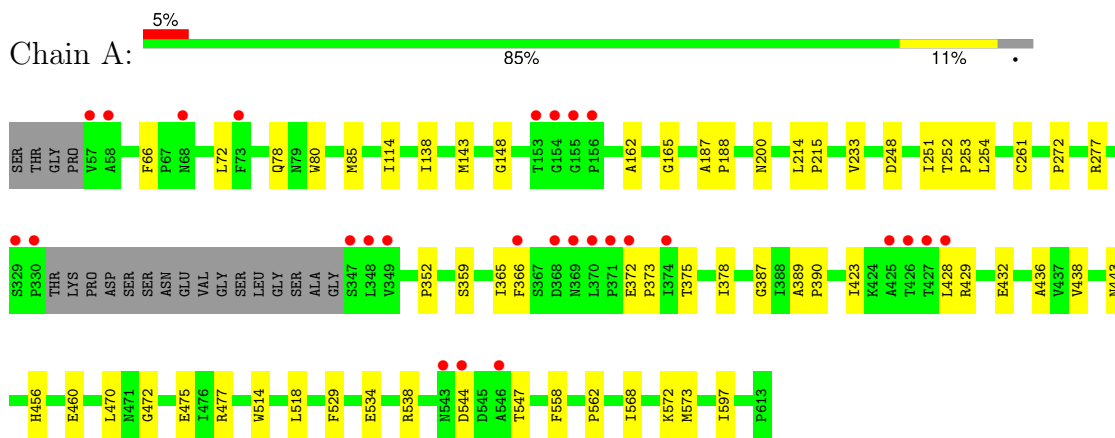 5%
Chain A:
85% 11% •
SER THR GLY PRO V57 A58 F66 P67 N68 L72 F73 Q78 N79 W80 M85 I114 I138 M143 G148 T153 G154 G155 P156 A162 G165 A187 P188 N200 L214 P215 V233 D248 I251 T252 P253 L254 C261 P272 R277
S329 P330 THR LYS PRO ASP SER SER ASN GLU VAL GLY SER LEU GLY SER ALA GLY S347 L348 V349 P352 S359 I365 F366 S367 D368 N369 L370 P371 E372 P373 I374 T375 I378 G387 I388 A389 P390 I423 K424 A425 T426 T427 L428 R429 E432 A436 V437 V438 N443
H456 E460 L470 N471 G472 E475 I476 R477 W514 L518 F529 E534 R538 N543 D544 D545 A546 T547 F558 P562 I568 K572 M573 I597 P613